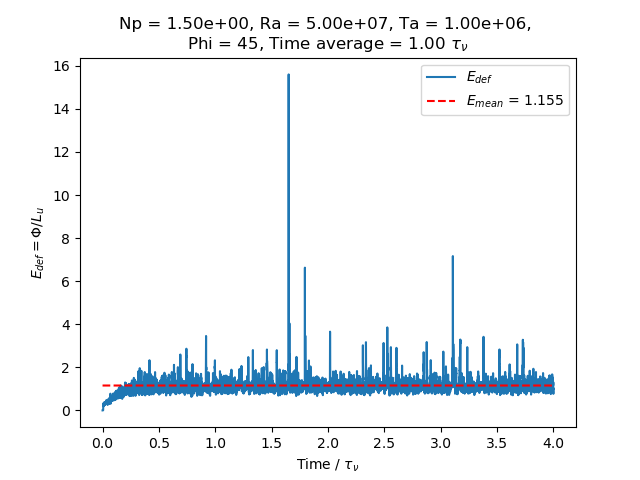 Np = 1.50e+00, Ra = 5.00e+07, Ta = 1.00e+06,
Phi = 45, Time average = 1.00 τν
E_def
E_mean = 1.155
E_def = Φ/L_u
16
14
12
10
8
6
4
2
0
0.0 0.5 1.0 1.5 2.0 2.5 3.0 3.5 4.0
Time / τν